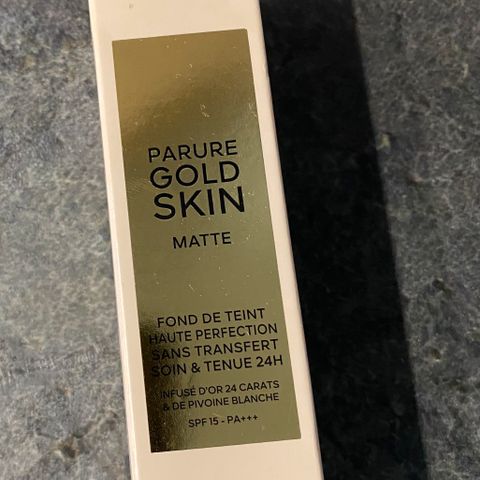 PARURE
GOLD
SKIN
MATTE
FOND DE TEINT
HAUTE PERFECTION
SANS TRANSFERT
SOIN & TENUE 24H
INFUSÉ D'OR 24 CARATS
& DE PIVOINE BLANCHE
SPF 15 - PA+++